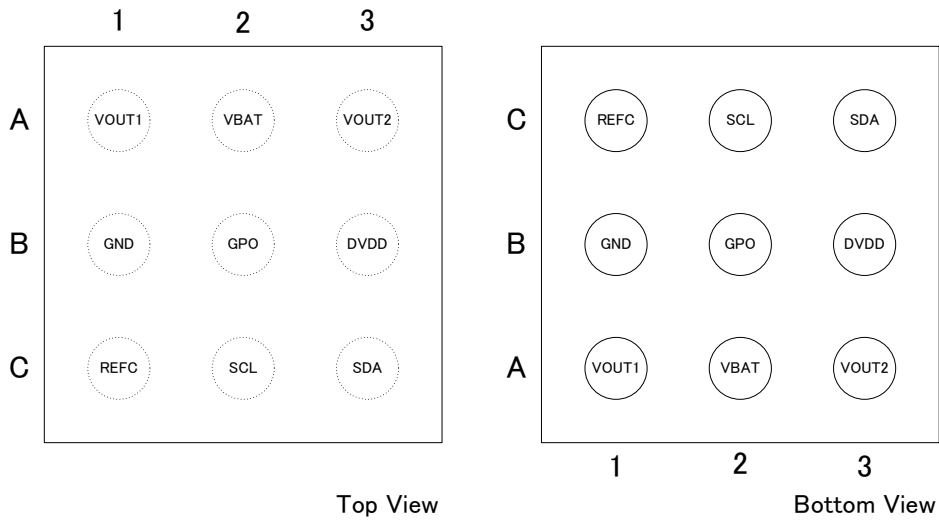 1 2 3
A VOUT1 VBAT VOUT2
B GND GPO DVDD
C REFC SCL SDA
Top View
C REFC SCL SDA
B GND GPO DVDD
A VOUT1 VBAT VOUT2
1 2 3
Bottom View